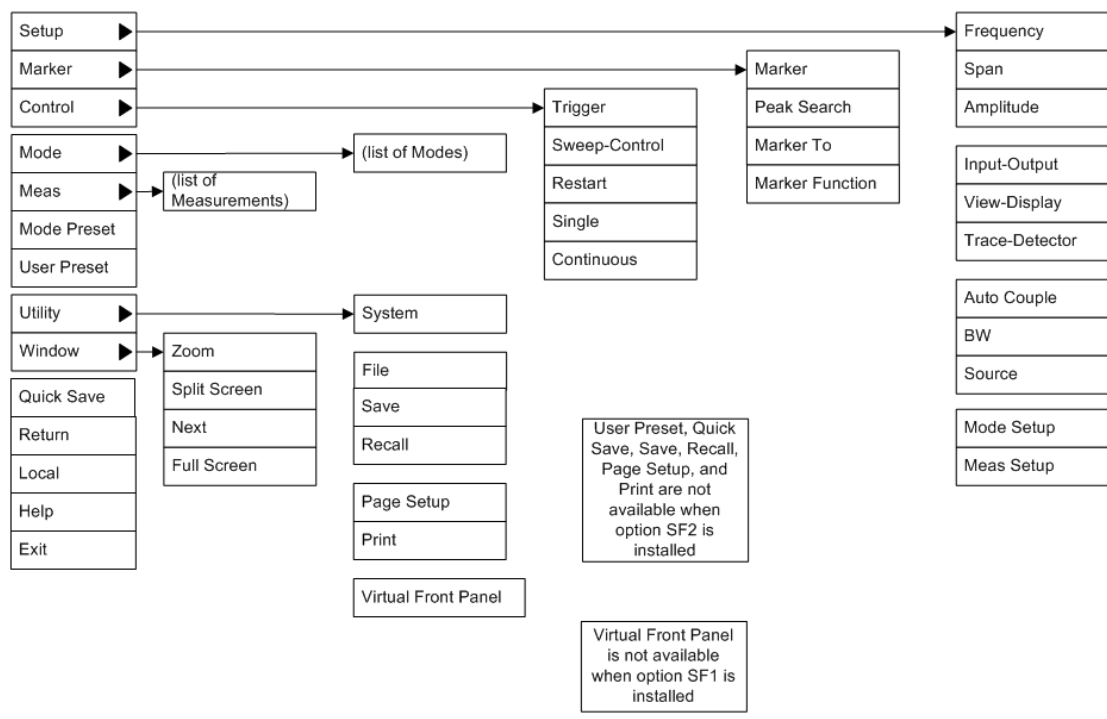 Setup
Marker
Control
Mode
Meas
Mode Preset
User Preset
Utility
Window
Quick Save
Return
Local
Help
Exit
(list of
Measurements)
Zoom
Split Screen
Next
Full Screen
(list of Modes)
System
File
Save
Recall
Page Setup
Print
Virtual Front Panel
Trigger
Sweep-Control
Restart
Single
Continuous
User Preset, Quick
Save, Save, Recall,
Page Setup, and
Print are not
available when
option SF2 is
installed
Virtual Front Panel
is not available
when option SF1 is
installed
Marker
Peak Search
Marker To
Marker Function
Frequency
Span
Amplitude
Input-Output
View-Display
Trace-Detector
Auto Couple
BW
Source
Mode Setup
Meas Setup